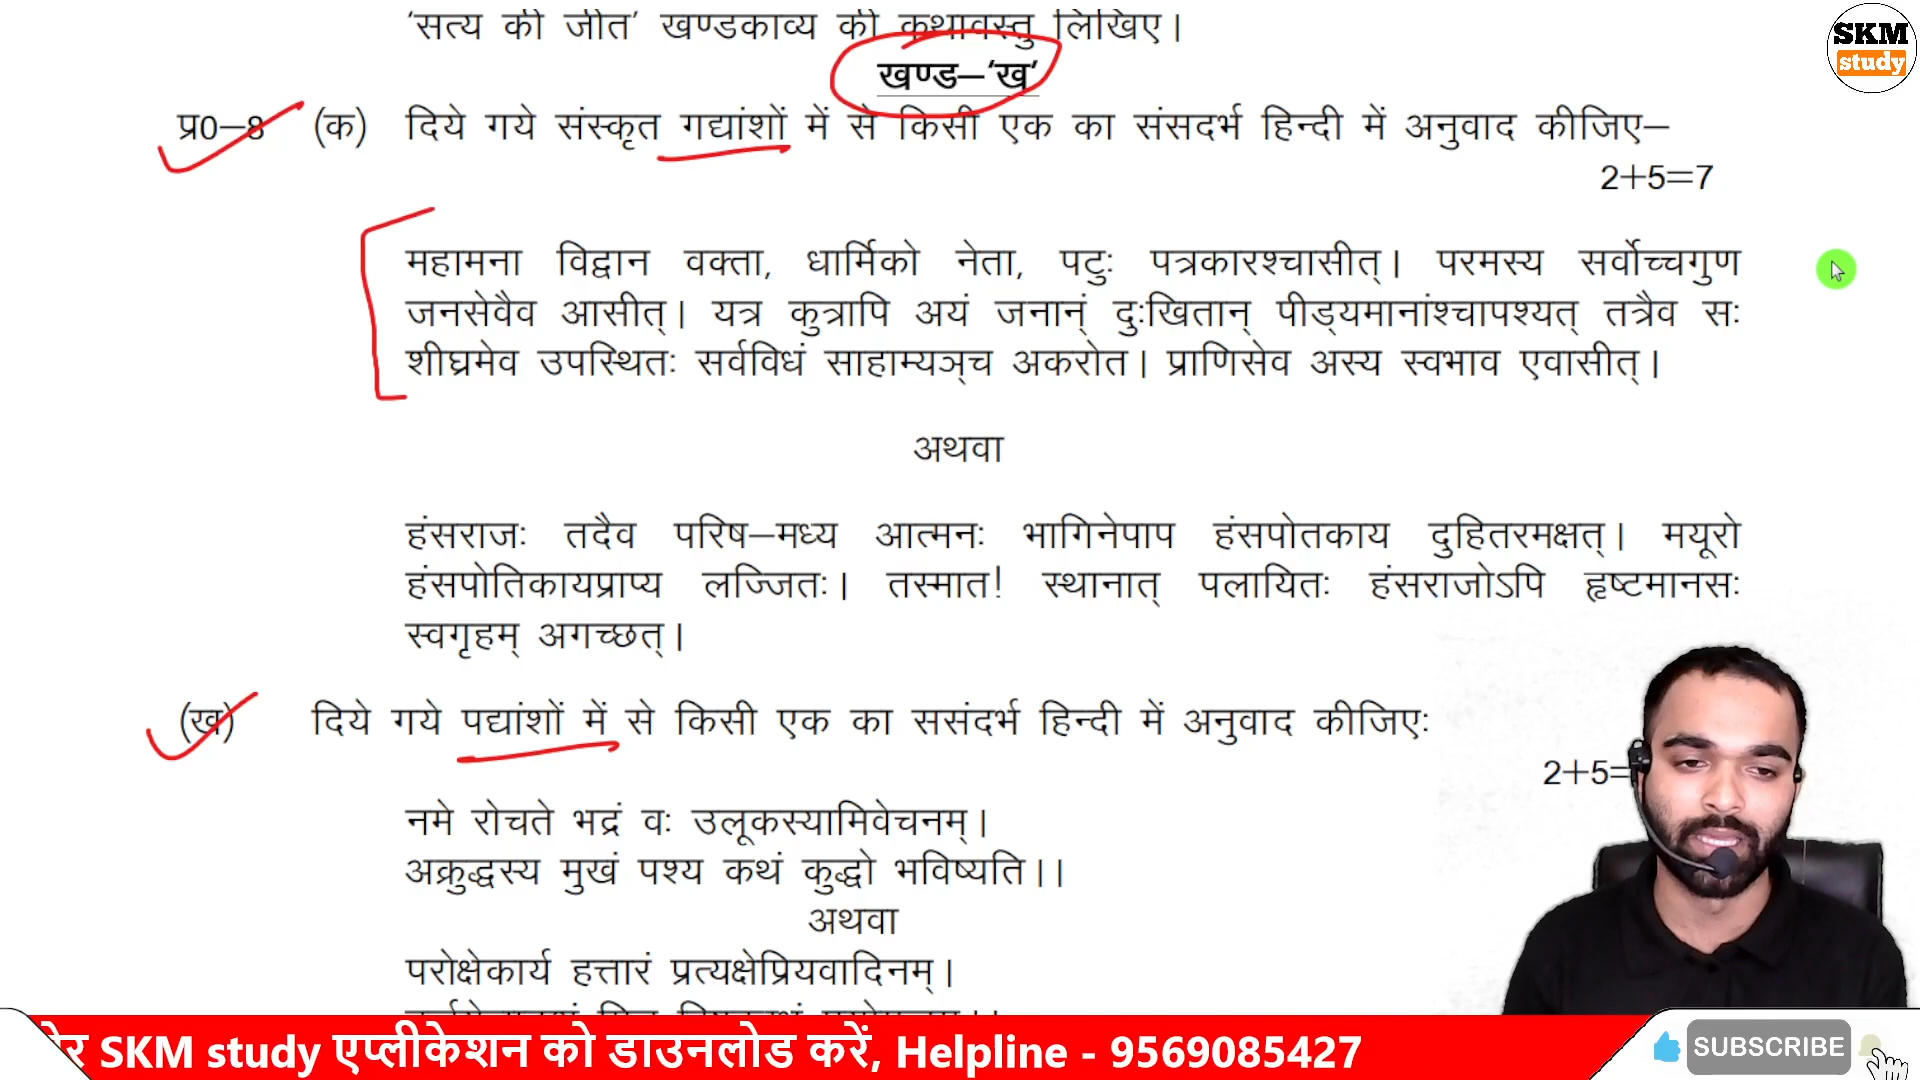 'सत्य की जीत' खण्डकाव्य की कथावस्तु लिखिए।
SKM
study
खण्ड–'ख'
प्र0–8 (क) दिये गये संस्कृत गद्यांशों में से किसी एक का संसदर्भ हिन्दी में अनुवाद कीजिए–
2+5=7
महामना विद्वान वक्ता, धार्मिको नेता, पटुः पत्रकारश्चासीत्। परमस्य सर्वोच्चगुण
जनसेवैव आसीत्। यत्र कुत्रापि अयं जनानं् दुःखितान् पीड्यमानांश्चापश्यत् तत्रैव सः
शीघ्रमेव उपस्थितः सर्वविधं साहाम्यञ्च अकरोत। प्राणिसेव अस्य स्वभाव एवासीत्।
अथवा
हंसराजः तदैव परिष–मध्य आत्मनः भागिनेपाप हंसपोतकाय दुहितरमक्षत्। मयूरो
हंसपोतिकायप्राप्य लज्जितः। तस्मात! स्थानात् पलायितः हंसराजोऽपि हृष्टमानसः
स्वगृहम् अगच्छत्।
(ख) दिये गये पद्यांशों में से किसी एक का ससंदर्भ हिन्दी में अनुवाद कीजिएः
2+5=
नमे रोचते भद्रं वः उलूकस्यामिवेचनम्।
अक्रुद्धस्य मुखं पश्य कथं कुद्धो भविष्यति।।
अथवा
परोक्षेकार्य हत्तारं प्रत्यक्षेप्रियवादिनम्।
SKM study एप्लीकेशन को डाउनलोड करें, Helpline - 9569085427
SUBSCRIBE